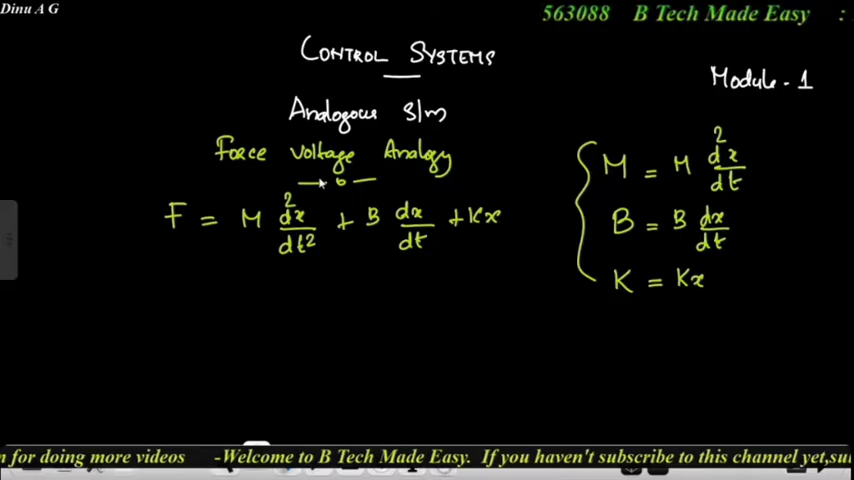 Dinu A G
563088 B Tech Made Easy :
CONTROL SYSTEMS
Module - 1
Analogous S/m
Force Voltage Analogy
F = M d²x/dt² + B dx/dt + Kx
M = M d²x/dt
B = B dx/dt
K = Kx
n for doing more videos -Welcome to B Tech Made Easy. If you haven't subscribe to this channel yet,su